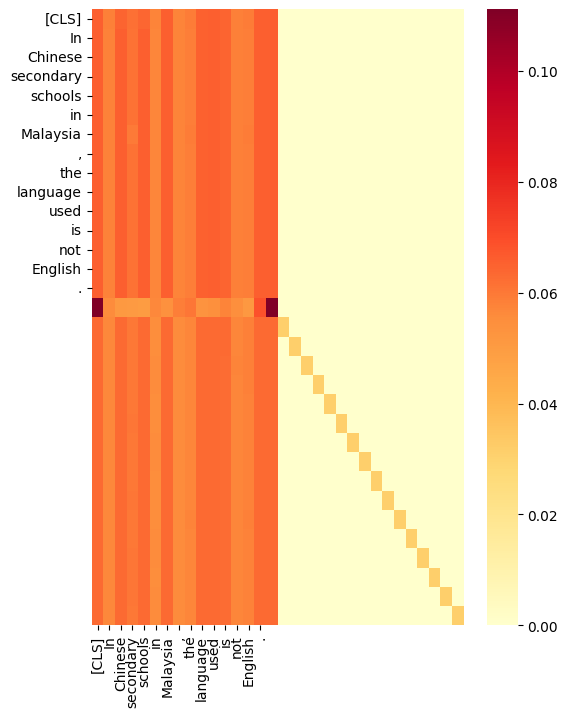 [CLS]
In
Chinese
secondary
schools
in
Malaysia
,
the
language
used
is
not
English
.
0.10
0.08
0.06
0.04
0.02
0.00
[CLS]
In
Chinese
secondary
schools
in
Malaysia
,
the
language
used
is
not
English
.